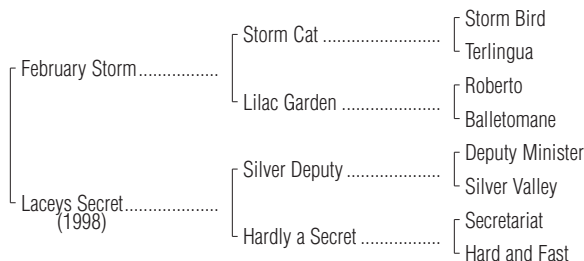 Storm Bird
Storm Cat ..........................
Terlingua
February Storm .................
Roberto
Lilac Garden ......................
Balletomane
Deputy Minister
Silver Deputy .....................
Silver Valley
Laceys Secret ....................
(1998)
Secretariat
Hardly a Secret ..................
Hard and Fast